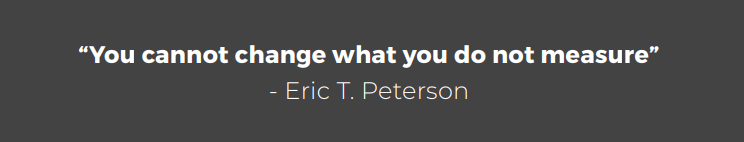 “You cannot change what you do not measure”
- Eric T. Peterson